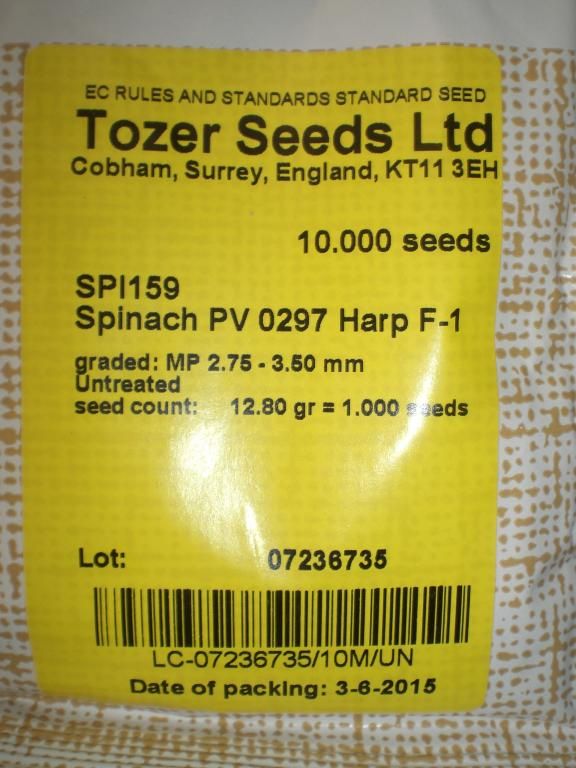 EC RULES AND STANDARDS STANDARD SEED
Tozer Seeds Ltd
Cobham, Surrey, England, KT11 3EH
10.000 seeds
SPI159
Spinach PV 0297 Harp F-1
graded: MP 2.75 - 3.50 mm
Untreated
seed count: 12.80 gr = 1.000 seeds
Lot: 07236735
LC-07236735/10M/UN
Date of packing: 3-6-2015